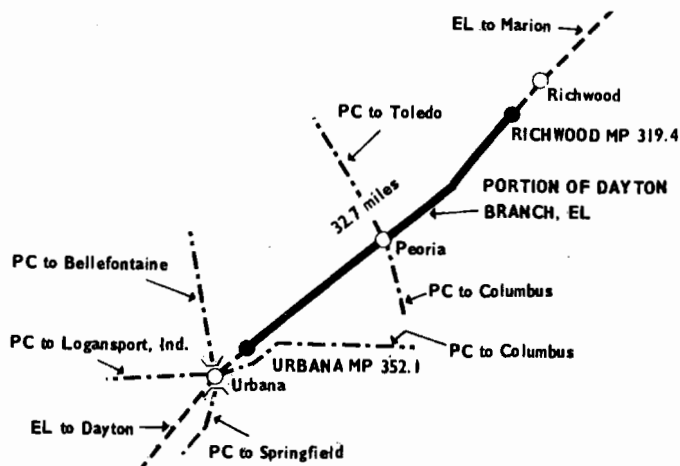 EL to Marion
Richwood
PC to Toledo
RICHWOOD MP 319.4
32.7 miles
PORTION OF DAYTON
BRANCH, EL
Peoria
PC to Bellefontaine
PC to Columbus
PC to Logansport, Ind.
PC to Columbus
URBANA MP 352.1
Urbana
EL to Dayton
PC to Springfield